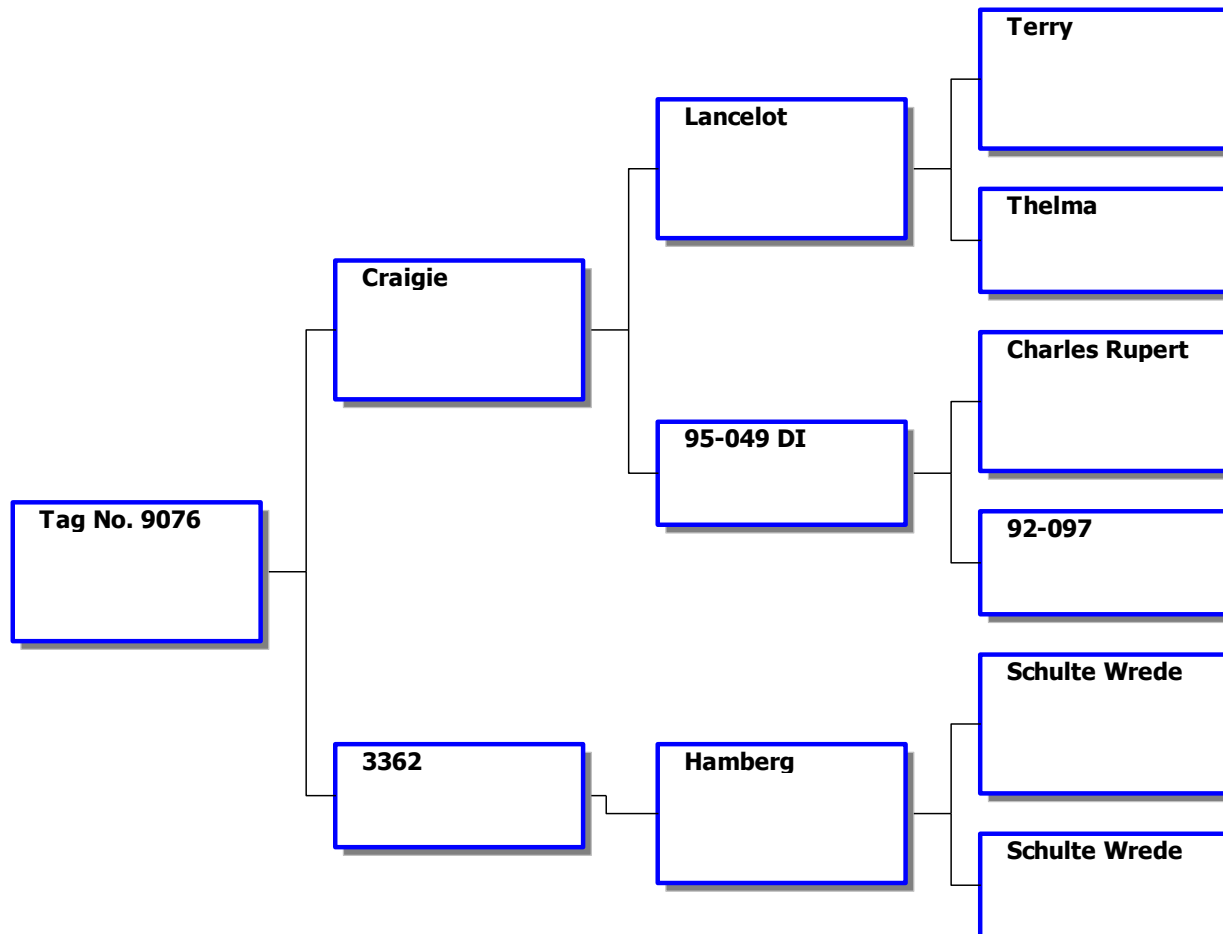 Terry
Lancelot
Thelma
Craigie
Charles Rupert
95-049 DI
Tag No. 9076
92-097
Schulte Wrede
3362
Hamberg
Schulte Wrede